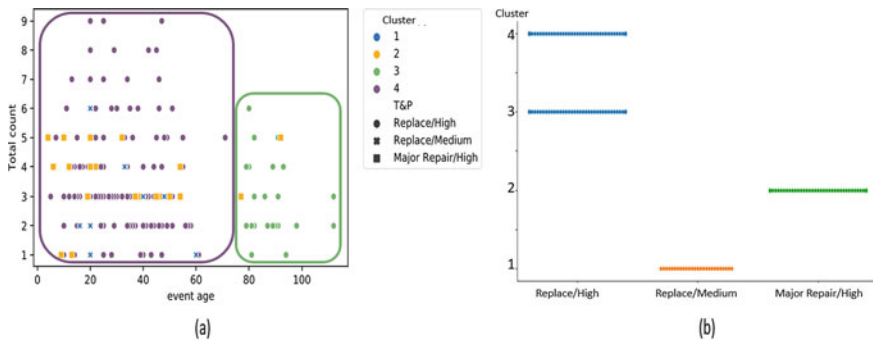 Cluster
1
2
3
4
T&P
Replace/High
Replace/Medium
Major Repair/High
Total count
9
8
7
6
5
4
3
2
1
0 20 40 60 80 100
event age
(a)
Cluster
4
3
2
1
Replace/High Replace/Medium Major Repair/High
(b)